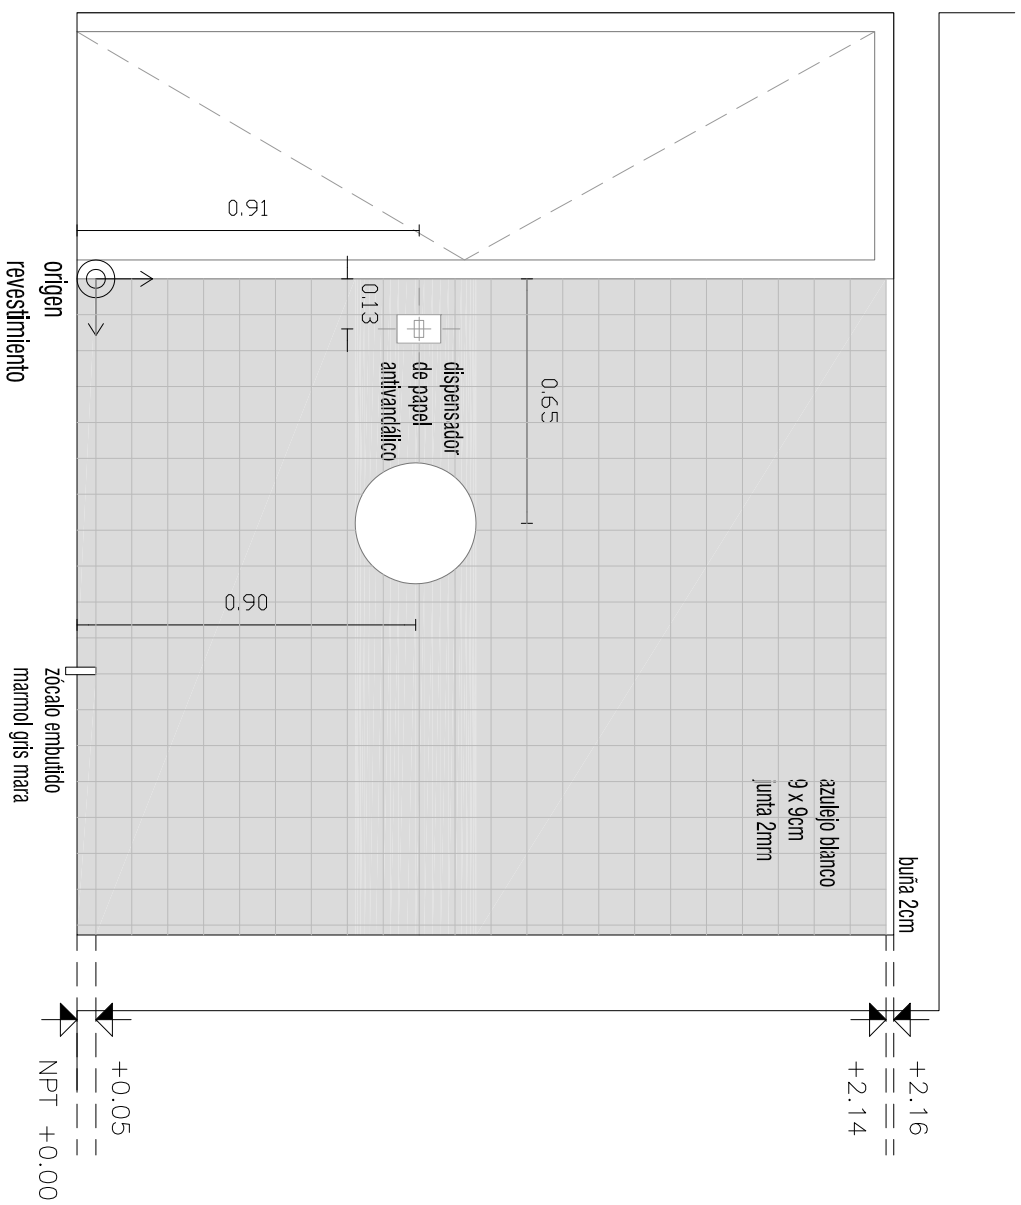 buña 2cm
azulejo blanco
9 x 9cm
junta 2mm
0.65
dispensador
de papel
antivandálico
0.13
0.91
0.90
origen
revestimiento
zócalo embutido
marmol gris mara
+2.16
+2.14
+0.05
NPT +0.00